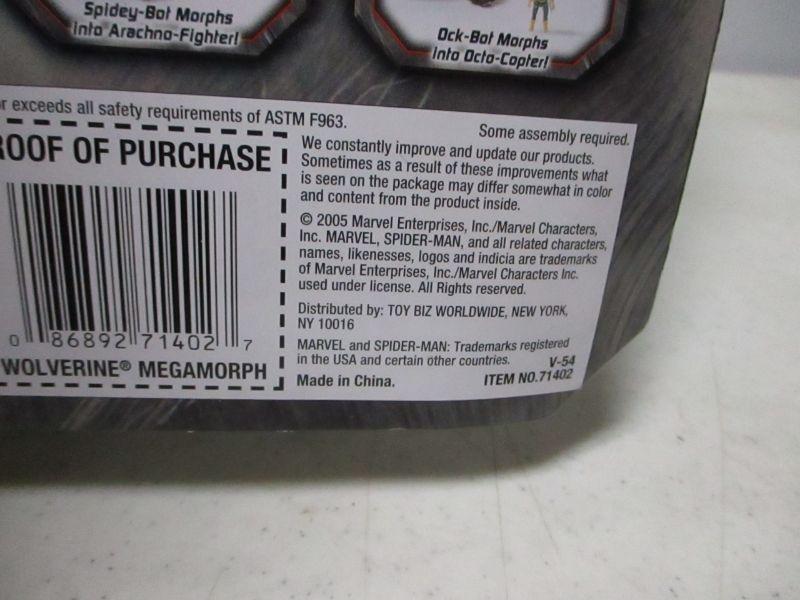 Spidey-Bot Morphs
into Arachno-Fighter!
Ock-Bot Morphs
into Octo-Copter!
r exceeds all safety requirements of ASTM F963.
Some assembly required.
ROOF OF PURCHASE
We constantly improve and update our products.
Sometimes as a result of these improvements what
is seen on the package may differ somewhat in color
and content from the product inside.
© 2005 Marvel Enterprises, Inc./Marvel Characters,
Inc. MARVEL, SPIDER-MAN, and all related characters,
names, likenesses, logos and indicia are trademarks
of Marvel Enterprises, Inc./Marvel Characters Inc.
used under license. All Rights reserved.
Distributed by: TOY BIZ WORLDWIDE, NEW YORK,
NY 10016
MARVEL and SPIDER-MAN: Trademarks registered
in the USA and certain other countries.
Made in China.
V-54
ITEM NO.71402
0 86892 71402 7
WOLVERINE® MEGAMORPH